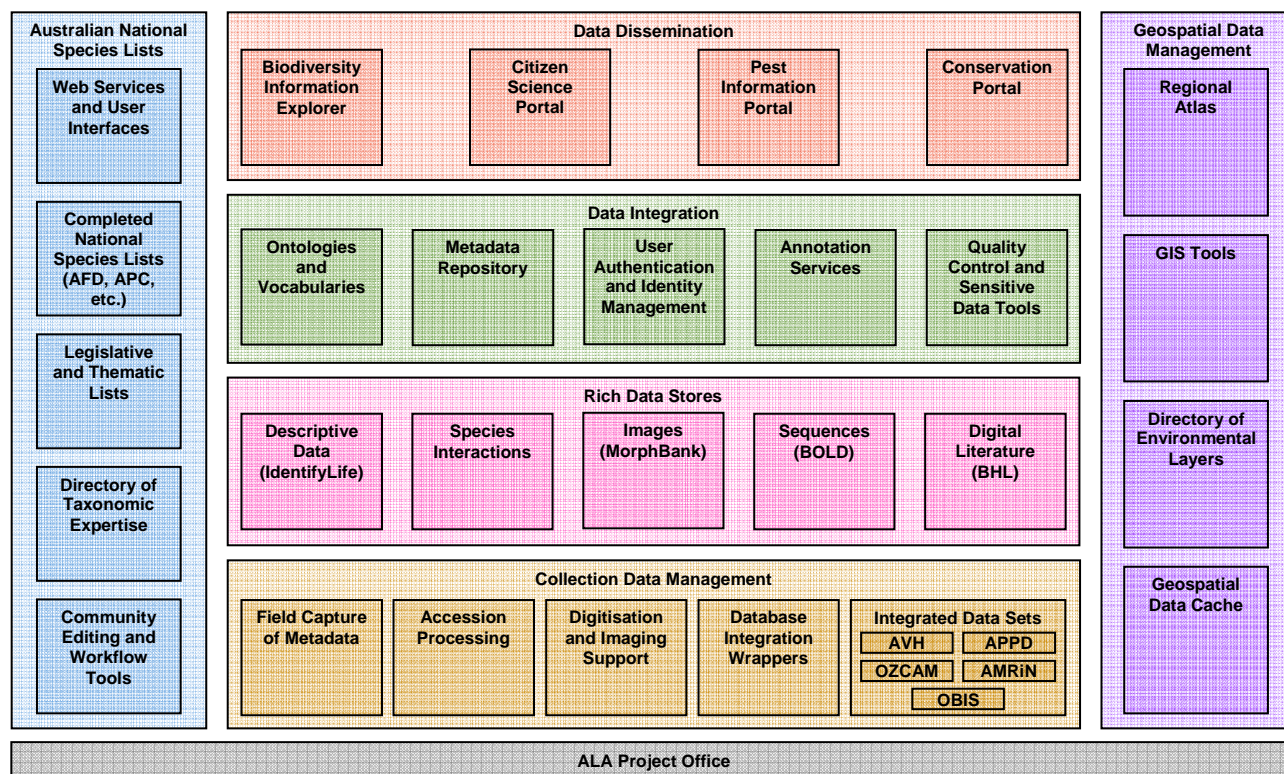 Australian National
Species Lists
Web Services
and User
Interfaces
Completed
National
Species Lists
(AFD, APC,
etc.)
Legislative
and Thematic
Lists
Directory of
Taxonomic
Expertise
Community
Editing and
Workflow
Tools
Data Dissemination
Biodiversity
Information
Explorer
Citizen
Science
Portal
Pest
Information
Portal
Conservation
Portal
Data Integration
Ontologies
and
Vocabularies
Metadata
Repository
User
Authentication
and Identity
Management
Annotation
Services
Quality
Control and
Sensitive
Data Tools
Rich Data Stores
Descriptive
Data
(IdentifyLife)
Species
Interactions
Images
(MorphBank)
Sequences
(BOLD)
Digital
Literature
(BHL)
Collection Data Management
Field Capture
of Metadata
Accession
Processing
Digitisation
and Imaging
Support
Database
Integration
Wrappers
Integrated Data Sets
AVH
APPD
OZCAM
AMRiN
OBIS
Geospatial Data
Management
Regional
Atlas
GIS Tools
Directory of
Environmental
Layers
Geospatial
Data Cache
ALA Project Office